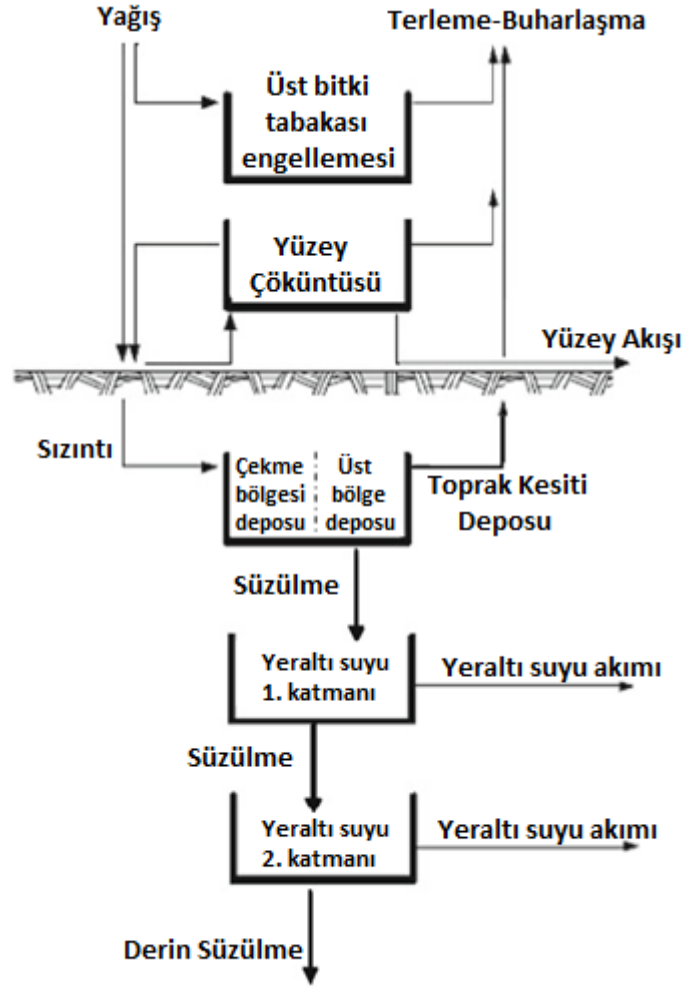 Yağış
Terleme-Buharlaşma
Üst bitki
tabakası
engellemesi
Yüzey
Çöküntüsü
Yüzey Akışı
Sızıntı
Çekme
bölgesi
deposu
Üst
bölge
deposu
Toprak Kesiti
Deposu
Süzülme
Yeraltı suyu
1. katmanı
Yeraltı suyu akımı
Süzülme
Yeraltı suyu
2. katmanı
Yeraltı suyu akımı
Derin Süzülme